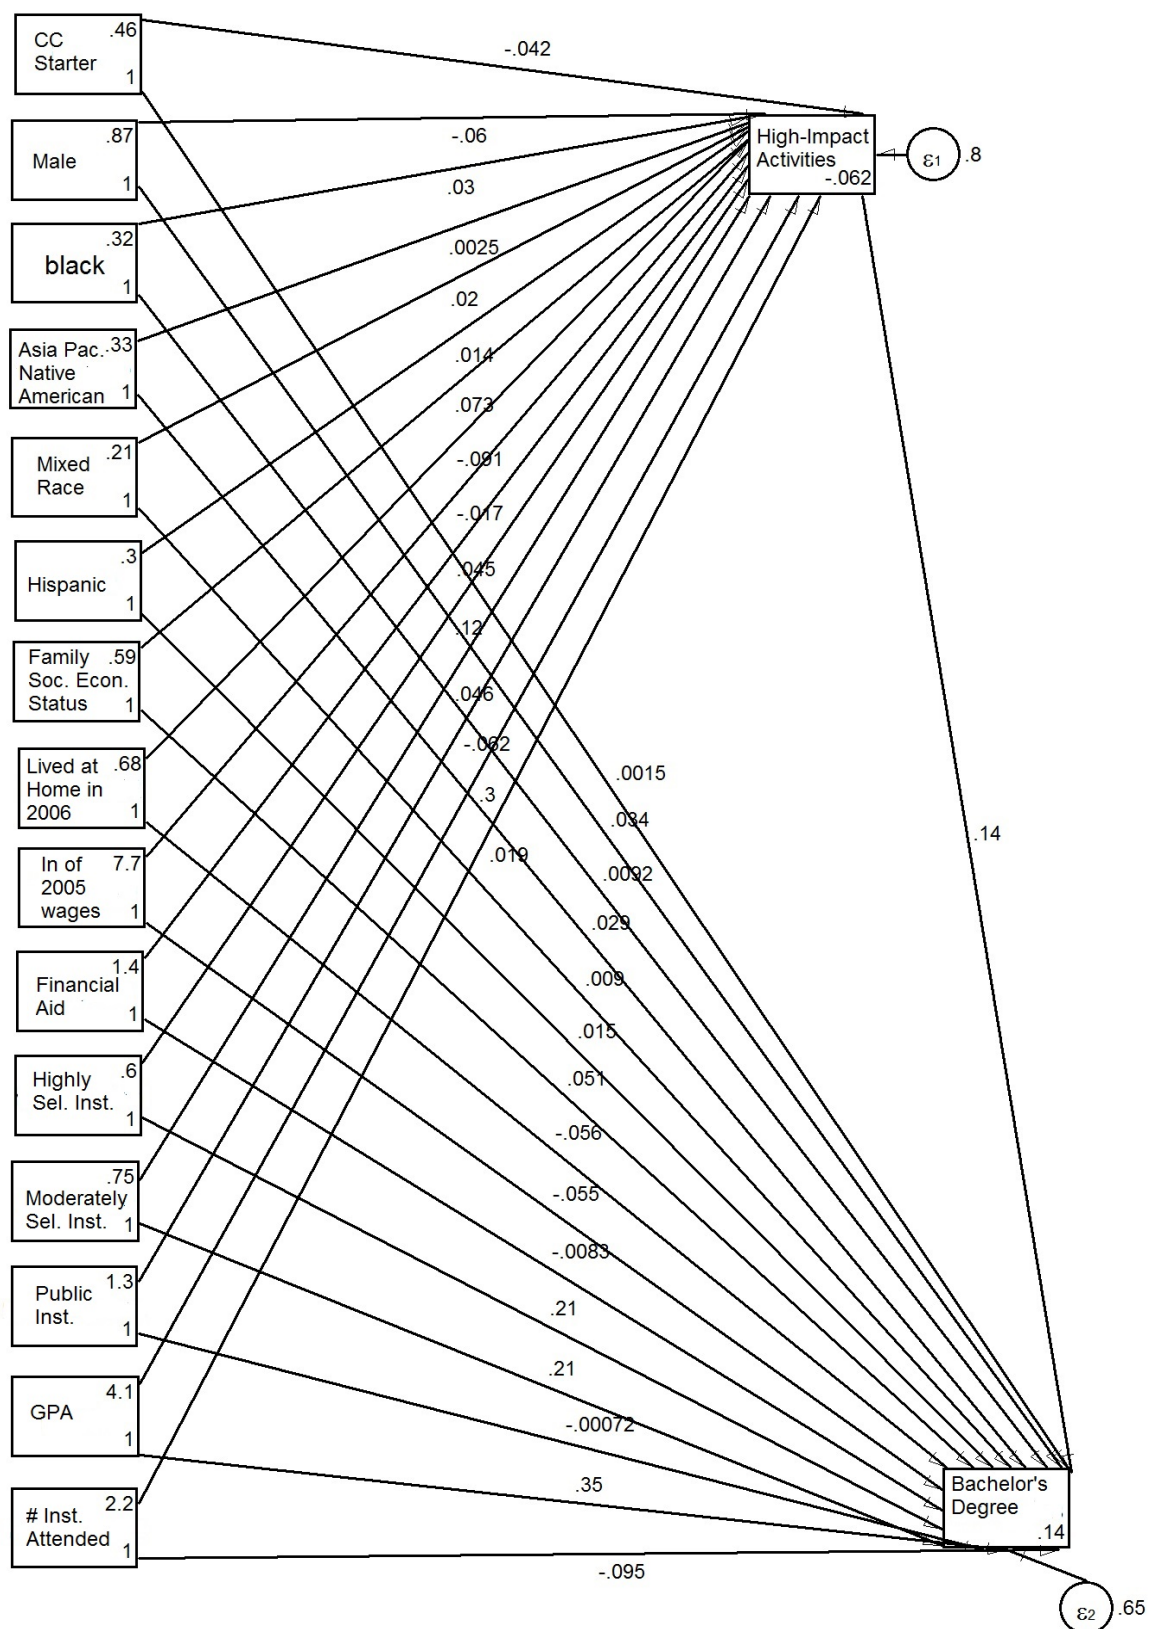 CC
Starter
.46
1
-.042
Male
.87
1
-.06
High-Impact
Activities
-.062
ε1
.8
black
.32
1
.03
Asia Pac.
Native
American
.33
1
.0025
Mixed
Race
.21
1
.02
Hispanic
.3
1
.014
Family
Soc. Econ.
Status
.59
1
.073
Lived at
Home in
2006
.68
1
-.091
In of
2005
wages
7.7
1
-.017
Financial
Aid
1.4
1
.045
Highly
Sel. Inst.
.6
1
.12
Moderately
Sel. Inst.
.75
1
.046
Public
Inst.
1.3
1
-.062
GPA
4.1
1
.3
# Inst.
Attended
2.2
1
.019
.0015
.034
.0092
.029
.009
.015
.051
-.056
-.055
-.0083
.21
.21
-.00072
.35
-.095
.14
Bachelor's
Degree
.14
ε2
.65